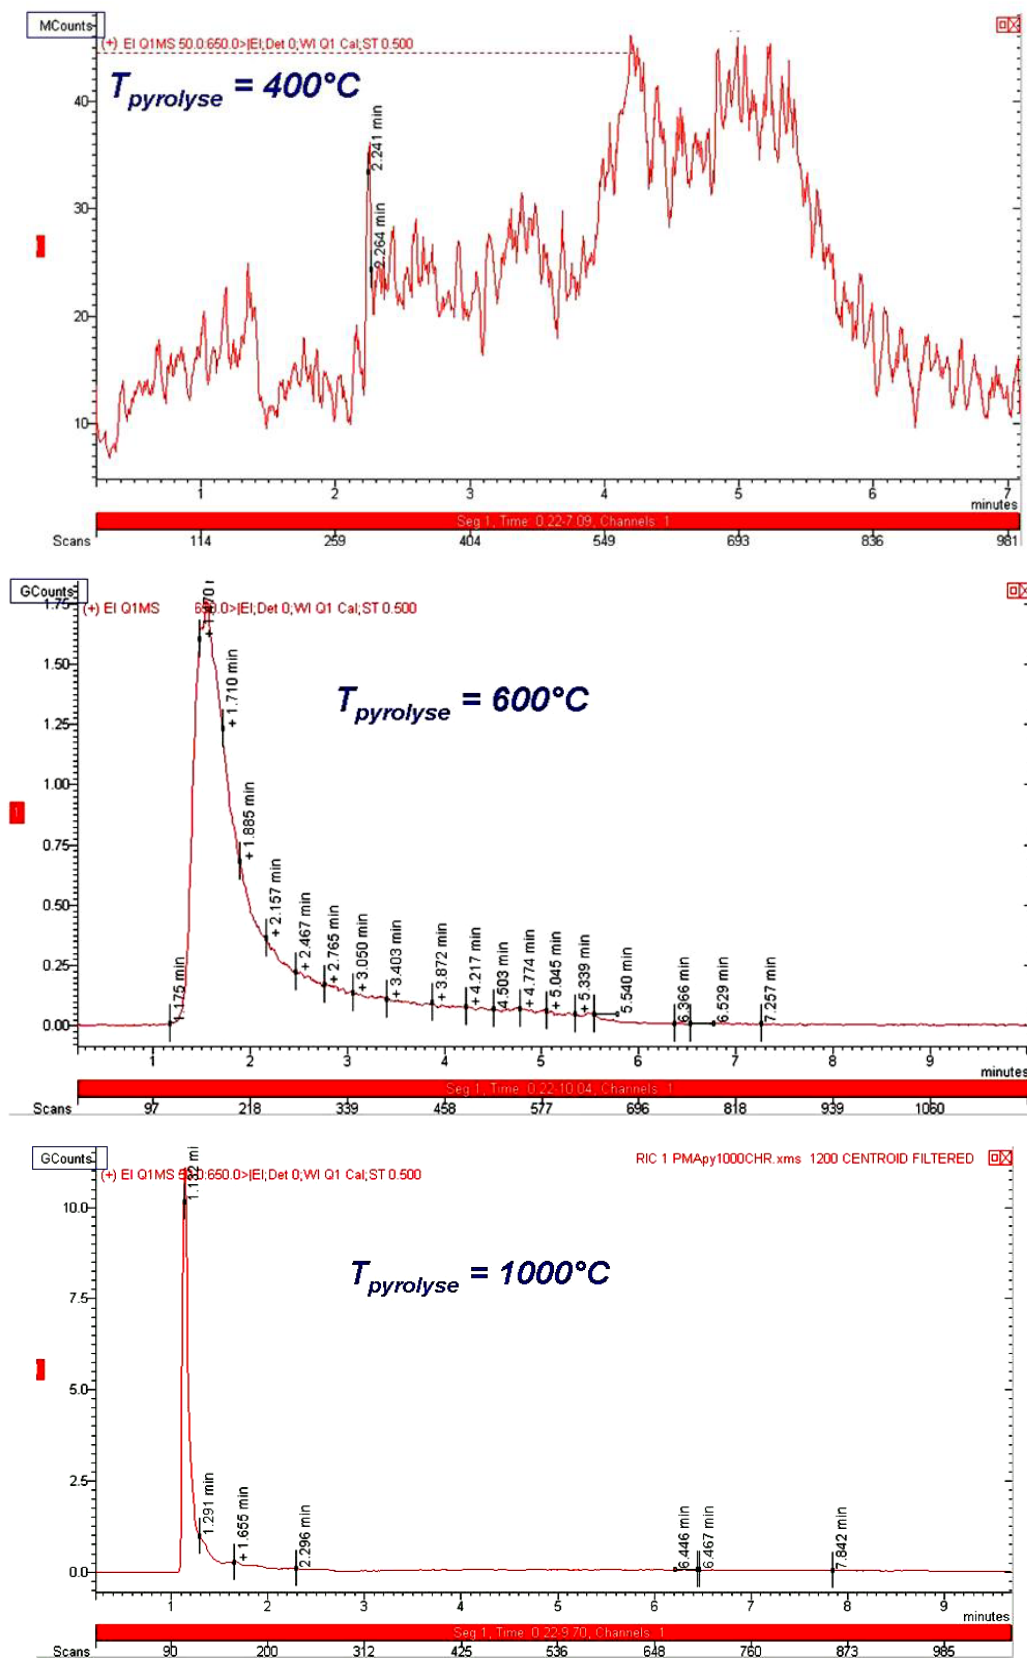 MCounts
(+) EI Q1MS 50.0:650.0>|EI;Det 0;WI Q1 Cal;ST 0.500
Tpyrolyse = 400°C
40
30
20
10
2.241 min
2.264 min
1 2 3 4 5 6 7
minutes
Seg 1, Time: 0.22-7.09, Channels: 1
Scans 114 259 404 549 693 836 981
GCounts
(+) EI Q1MS 650.0>|EI;Det 0;WI Q1 Cal;ST 0.500
Tpyrolyse = 600°C
1.75
1.50
1.25
1.00
0.75
0.50
0.25
0.00
1.175 min
+ 1.710 min
+ 1.885 min
+ 2.157 min
+ 2.467 min
+ 2.765 min
+ 3.050 min
+ 3.403 min
+ 3.872 min
+ 4.217 min
4.503 min
+ 4.774 min
+ 5.045 min
+ 5.339 min
5.540 min
6.366 min
6.529 min
7.257 min
1 2 3 4 5 6 7 8 9
minutes
Seg 1, Time: 0.22-10.04, Channels: 1
Scans 97 218 339 458 577 696 818 939 1060
GCounts
(+) EI Q1MS 50.0:650.0>|EI;Det 0;WI Q1 Cal;ST 0.500
RIC 1 PMApy1000CHR.xms 1200 CENTROID FILTERED
Tpyrolyse = 1000°C
10.0
7.5
5.0
2.5
0.0
1.132 mi
1.291 min
+ 1.655 min
2.296 min
6.446 min
6.467 min
7.842 min
1 2 3 4 5 6 7 8 9
minutes
Seg 1, Time: 0.22-9.70, Channels: 1
Scans 90 200 312 425 536 648 760 873 985